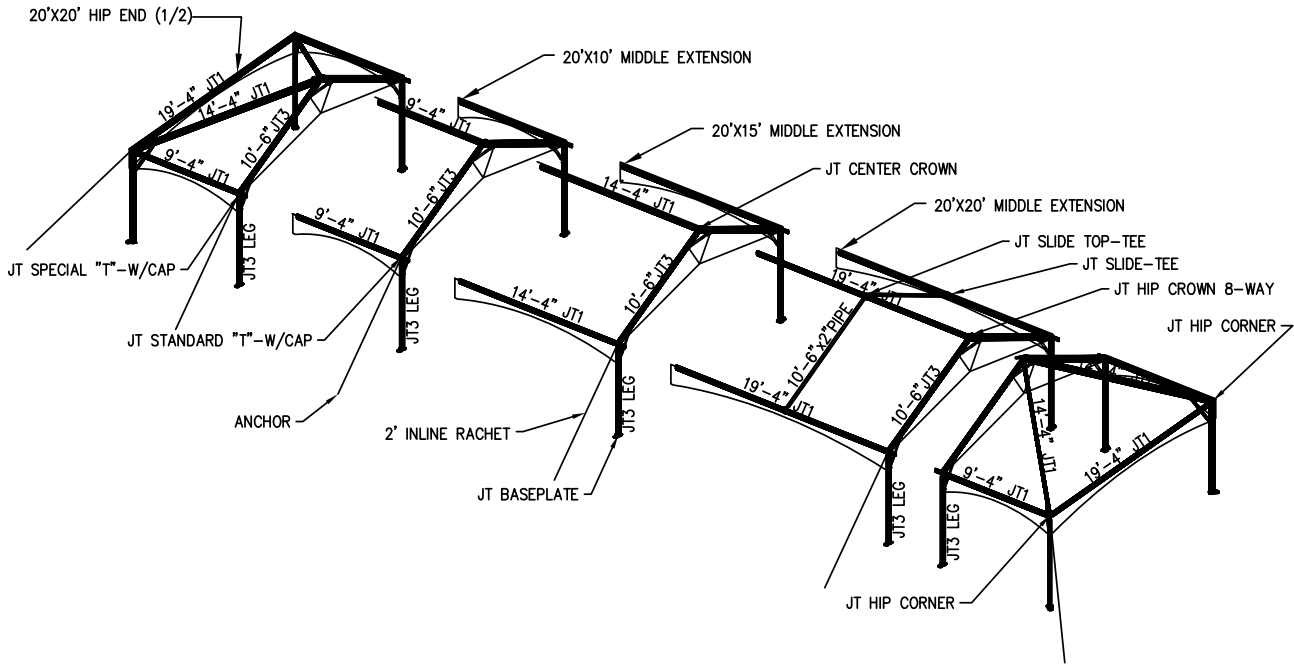 20'X20' HIP END (1/2)
20'X10' MIDDLE EXTENSION
20'X15' MIDDLE EXTENSION
JT CENTER CROWN
20'X20' MIDDLE EXTENSION
JT SLIDE TOP-TEE
JT SLIDE-TEE
JT HIP CROWN 8-WAY
JT HIP CORNER
19'-4" JT1
14'-4" JT1
9'-4" JT1
10'-6" JT3
JT3 LEG
9'-4" JT1
9'-4" JT1
10'-6" JT3
JT3 LEG
14'-4" JT1
14'-4" JT1
10'-6" JT3
JT3 LEG
19'-4" JT1
10'-6"x2"PIPE
19'-4" JT1
10'-6" JT3
JT3 LEG
14'-4" JT1
19'-4" JT1
9'-4" JT1
JT3 LEG
JT SPECIAL "T"-W/CAP
JT STANDARD "T"-W/CAP
ANCHOR
2' INLINE RACHET
JT BASEPLATE
JT HIP CORNER